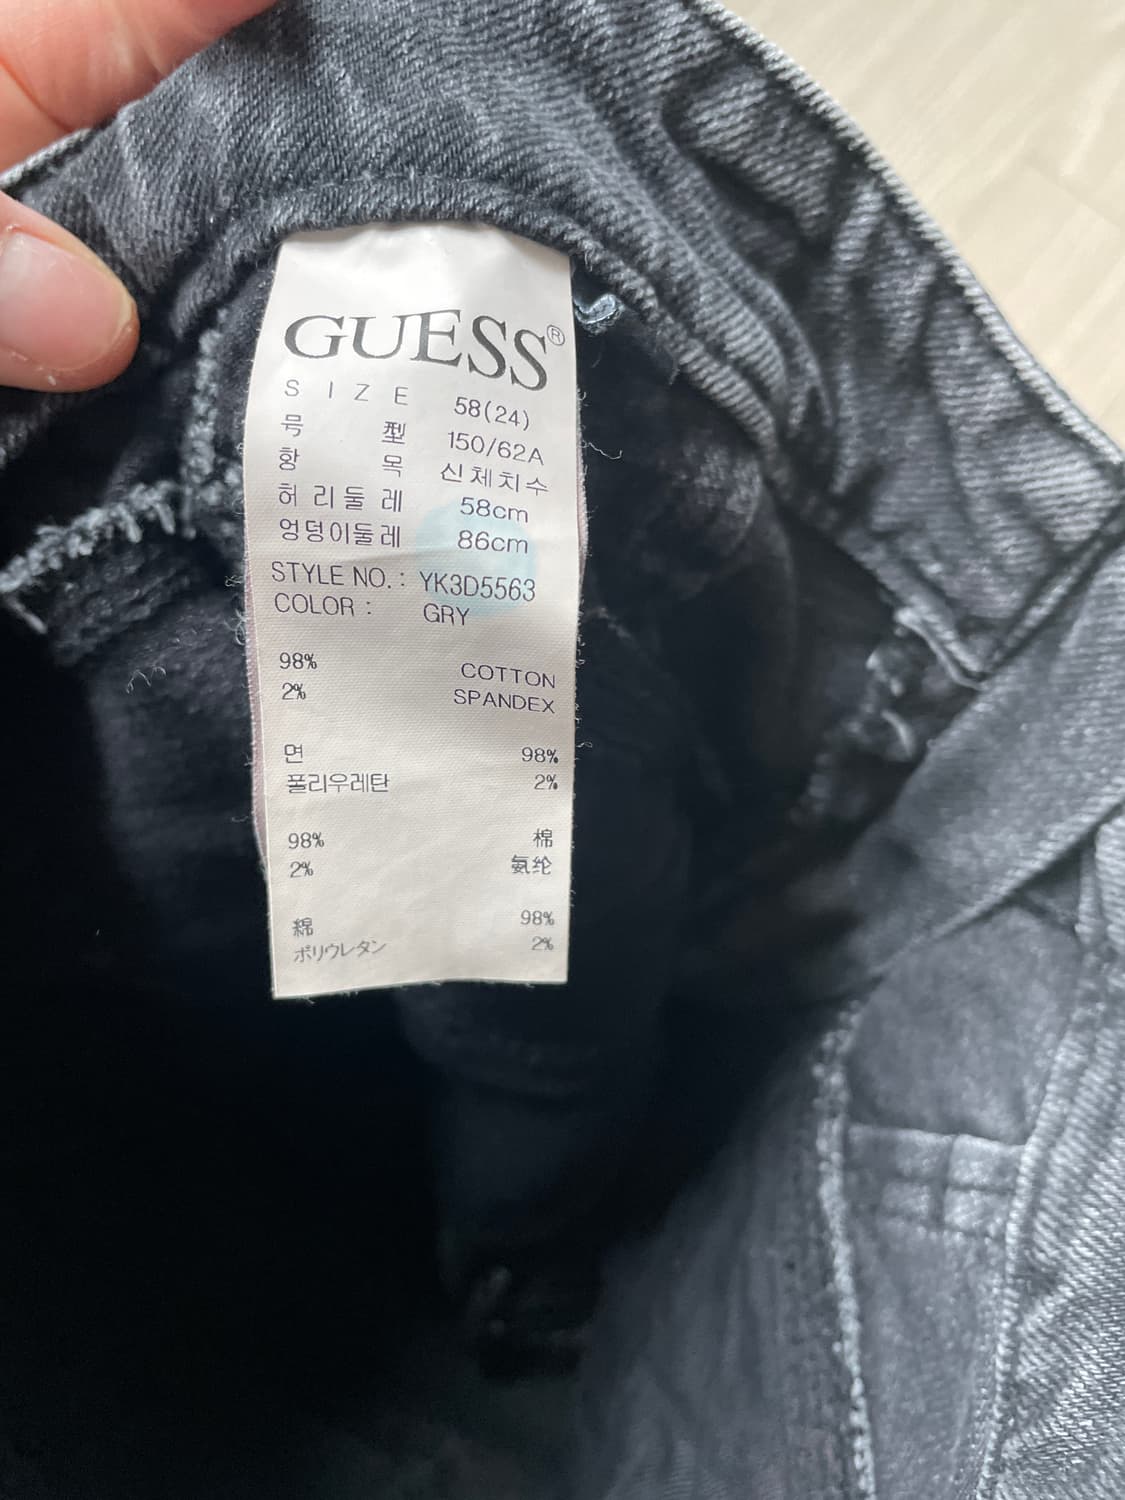 GUESS®
SIZE 58(24)
号 型 150/62A
항 목 신체치수
허리둘레 58cm
엉덩이둘레 86cm
STYLE NO. : YK3D5563
COLOR : GRY
98% COTTON
2% SPANDEX
면 98%
폴리우레탄 2%
98% 棉
2% 氨纶
綿 98%
ポリウレタン 2%